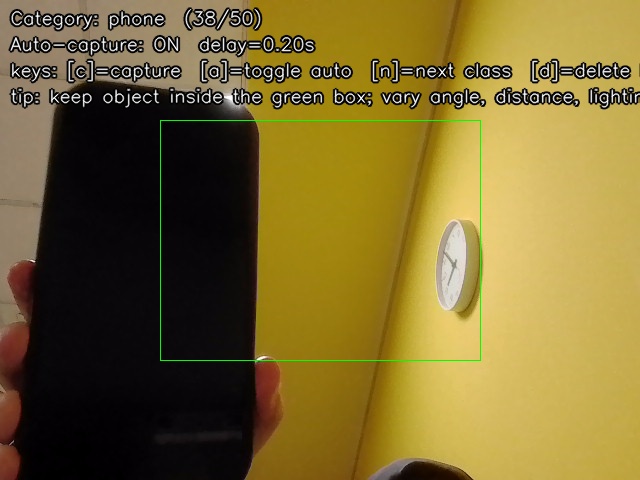 Category: phone (38/50)
Auto-capture: ON delay=0.20s
keys: [c]=capture [a]=toggle auto [n]=next class [d]=delete
tip: keep object inside the green box; vary angle, distance,